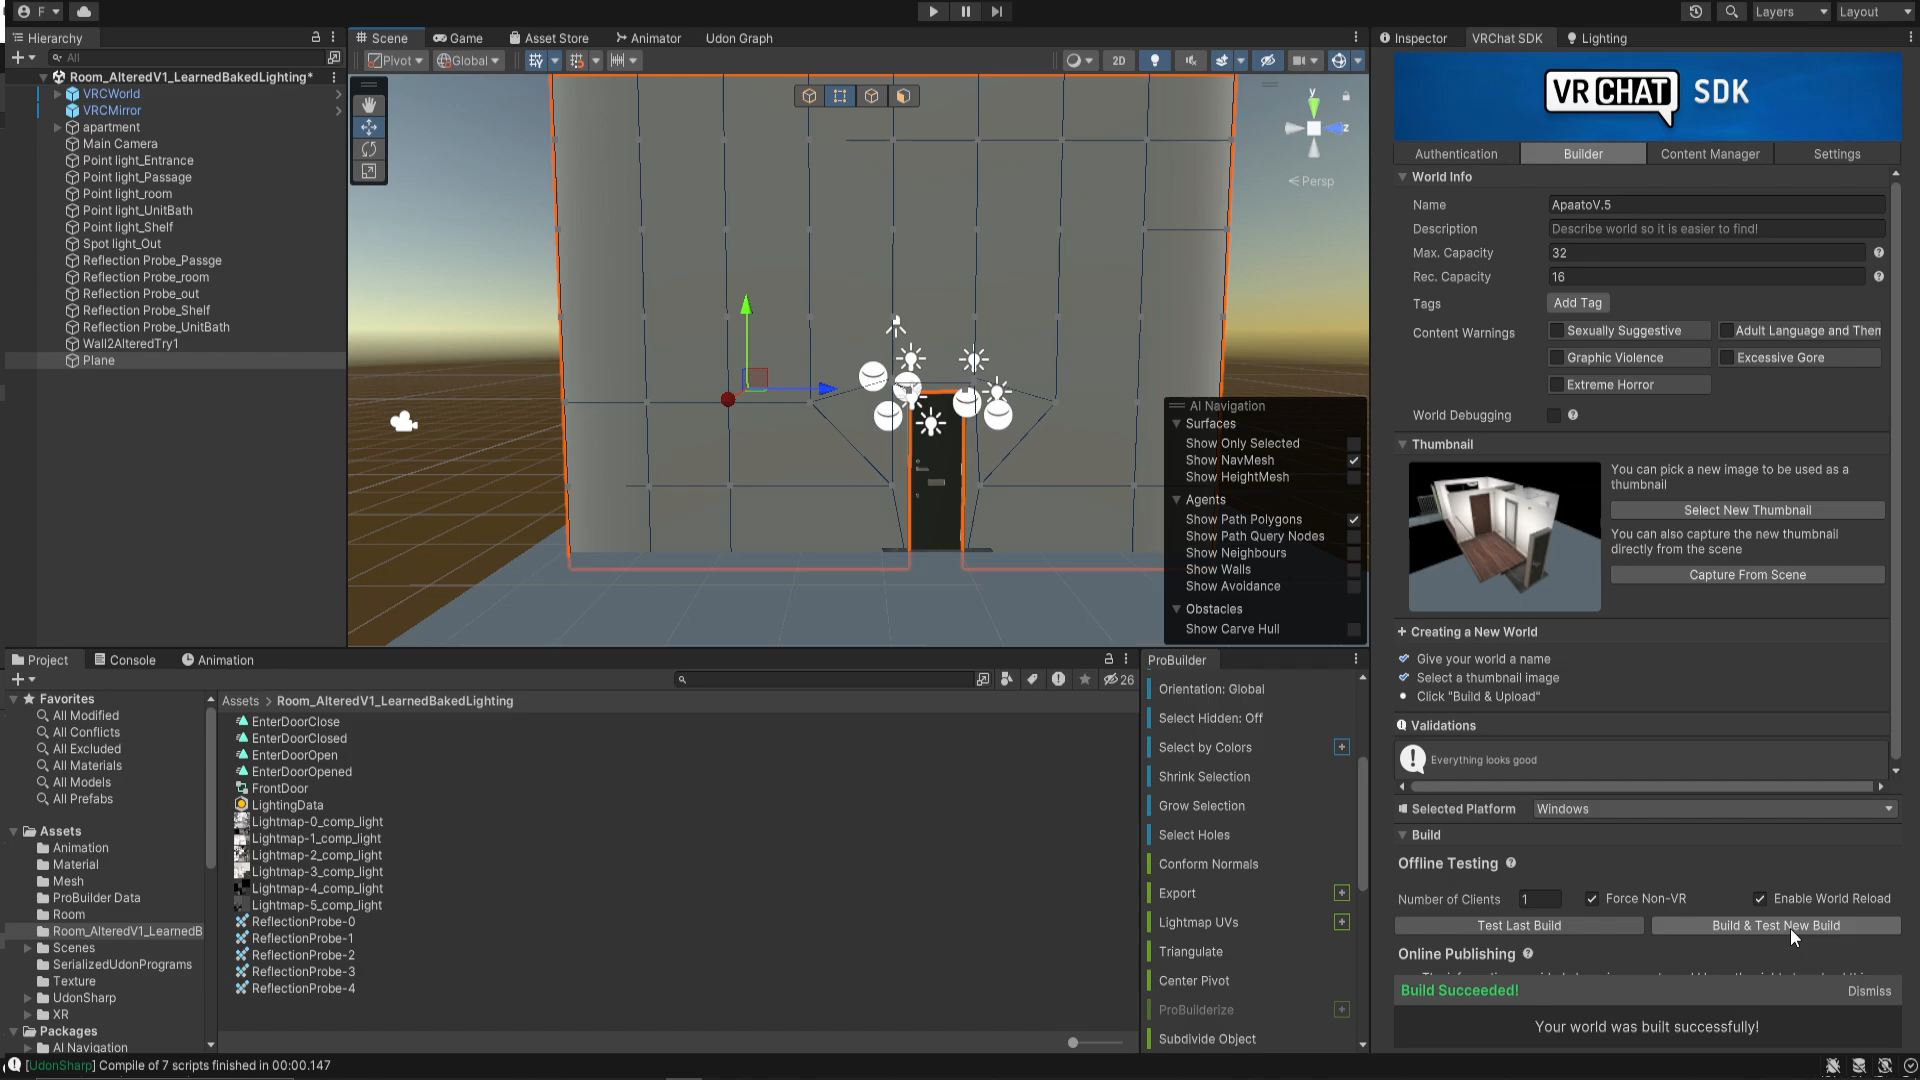 F
Layers
Layout
Hierarchy
All
Room_AlteredV1_LearnedBakedLighting*
VRCWorld
VRCMirror
apartment
Main Camera
Point light_Entrance
Point light_Passage
Point light_room
Point light_UnitBath
Point light_Shelf
Spot light_Out
Reflection Probe_Passge
Reflection Probe_room
Reflection Probe_out
Reflection Probe_Shelf
Reflection Probe_UnitBath
Wall2AlteredTry1
Plane
Scene
Game
Asset Store
Animator
Udon Graph
Pivot
Global
2D
y
z
Persp
AI Navigation
Surfaces
Show Only Selected
Show NavMesh
Show HeightMesh
Agents
Show Path Polygons
Show Path Query Nodes
Show Neighbours
Show Walls
Show Avoidance
Obstacles
Show Carve Hull
Inspector
VRChat SDK
Lighting
VRCHAT SDK
Authentication
Builder
Content Manager
Settings
World Info
Name
ApaatoV.5
Description
Describe world so it is easier to find!
Max. Capacity
32
Rec. Capacity
16
Tags
Add Tag
Content Warnings
Sexually Suggestive
Adult Language and Then
Graphic Violence
Excessive Gore
Extreme Horror
World Debugging
Thumbnail
You can pick a new image to be used as a
thumbnail
Select New Thumbnail
You can also capture the new thumbnail
directly from the scene
Capture From Scene
+ Creating a New World
Give your world a name
Select a thumbnail image
Click "Build & Upload"
Validations
Everything looks good
Selected Platform
Windows
Build
Offline Testing
Number of Clients
1
Force Non-VR
Enable World Reload
Test Last Build
Build & Test New Build
Online Publishing
Build Succeeded!
Dismiss
Your world was built successfully!
Project
Console
Animation
26
Favorites
All Modified
All Conflicts
All Excluded
All Materials
All Models
All Prefabs
Assets
Animation
Material
Mesh
ProBuilder Data
Room
Room_AlteredV1_LearnedB
Scenes
SerializedUdonPrograms
Texture
UdonSharp
XR
Packages
AI Navigation
Assets > Room_AlteredV1_LearnedBakedLighting
EnterDoorClose
EnterDoorClosed
EnterDoorOpen
EnterDoorOpened
FrontDoor
LightingData
Lightmap-0_comp_light
Lightmap-1_comp_light
Lightmap-2_comp_light
Lightmap-3_comp_light
Lightmap-4_comp_light
Lightmap-5_comp_light
ReflectionProbe-0
ReflectionProbe-1
ReflectionProbe-2
ReflectionProbe-3
ReflectionProbe-4
ProBuilder
Orientation: Global
Select Hidden: Off
Select by Colors
Shrink Selection
Grow Selection
Select Holes
Conform Normals
Export
Lightmap UVs
Triangulate
Center Pivot
ProBuilderize
Subdivide Object
[UdonSharp] Compile of 7 scripts finished in 00:00.147